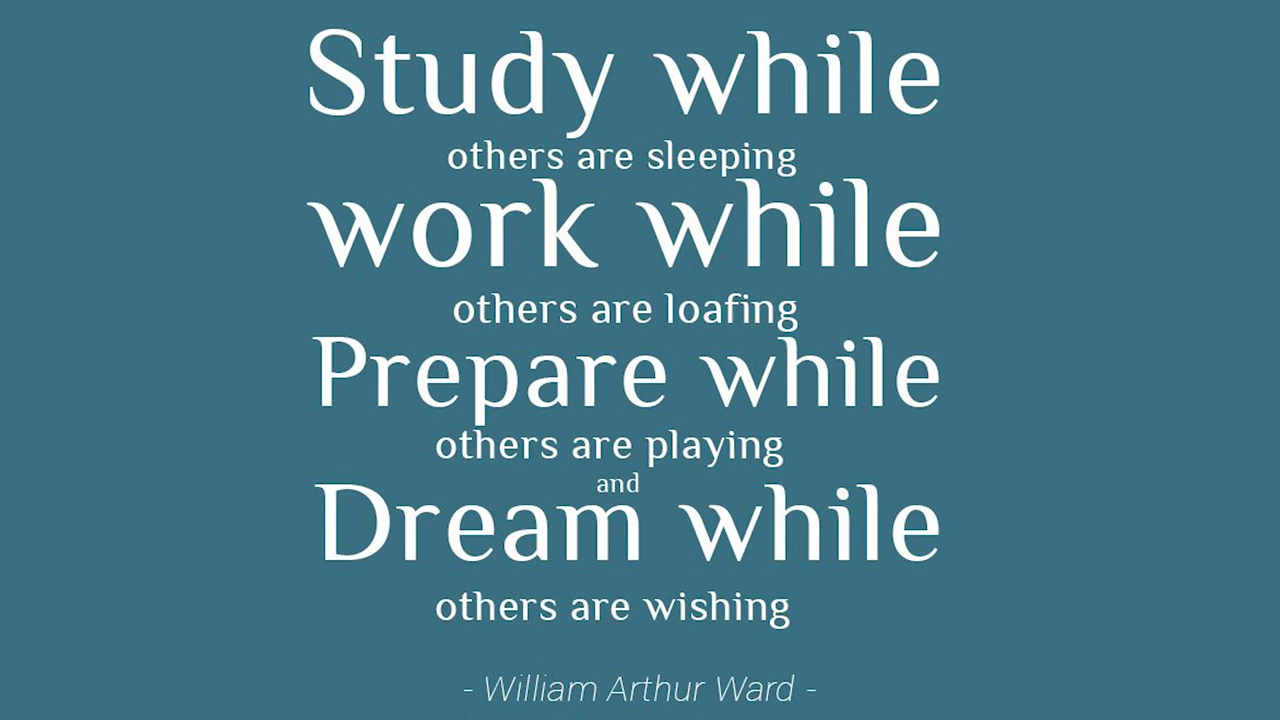 Study while
others are sleeping
work while
others are loafing
Prepare while
others are playing
and
Dream while
others are wishing
- William Arthur Ward -